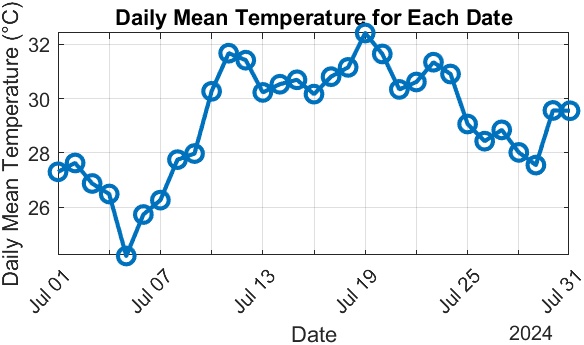 Daily Mean Temperature for Each Date
Daily Mean Temperature (°C)
32
30
28
26
Jul 01
Jul 07
Jul 13
Jul 19
Jul 25
Jul 31
Date
2024